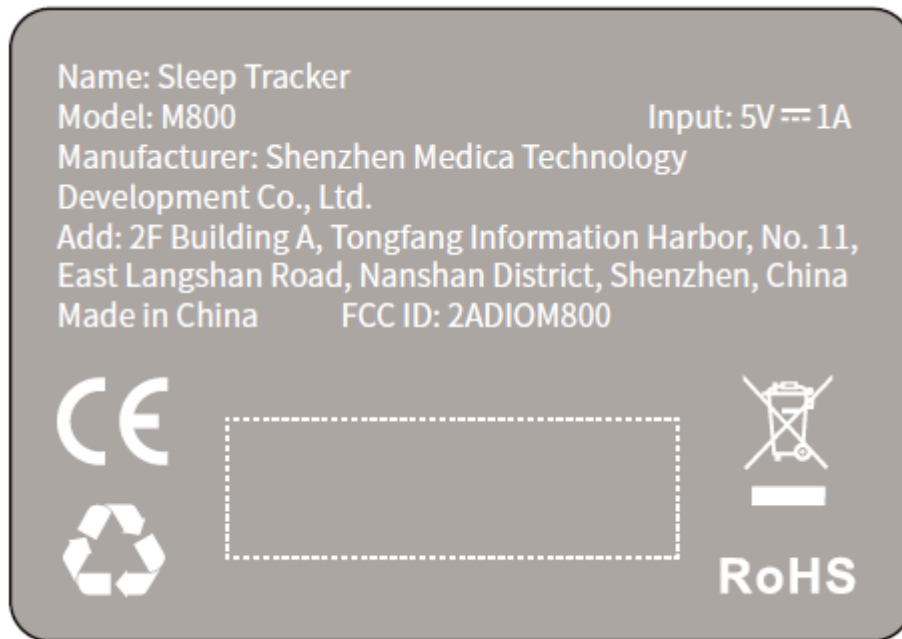 Name: Sleep Tracker
Model: M800 Input: 5V ⎓ 1A
Manufacturer: Shenzhen Medica Technology
Development Co., Ltd.
Add: 2F Building A, Tongfang Information Harbor, No. 11,
East Langshan Road, Nanshan District, Shenzhen, China
Made in China FCC ID: 2ADIOM800
CE
RoHS